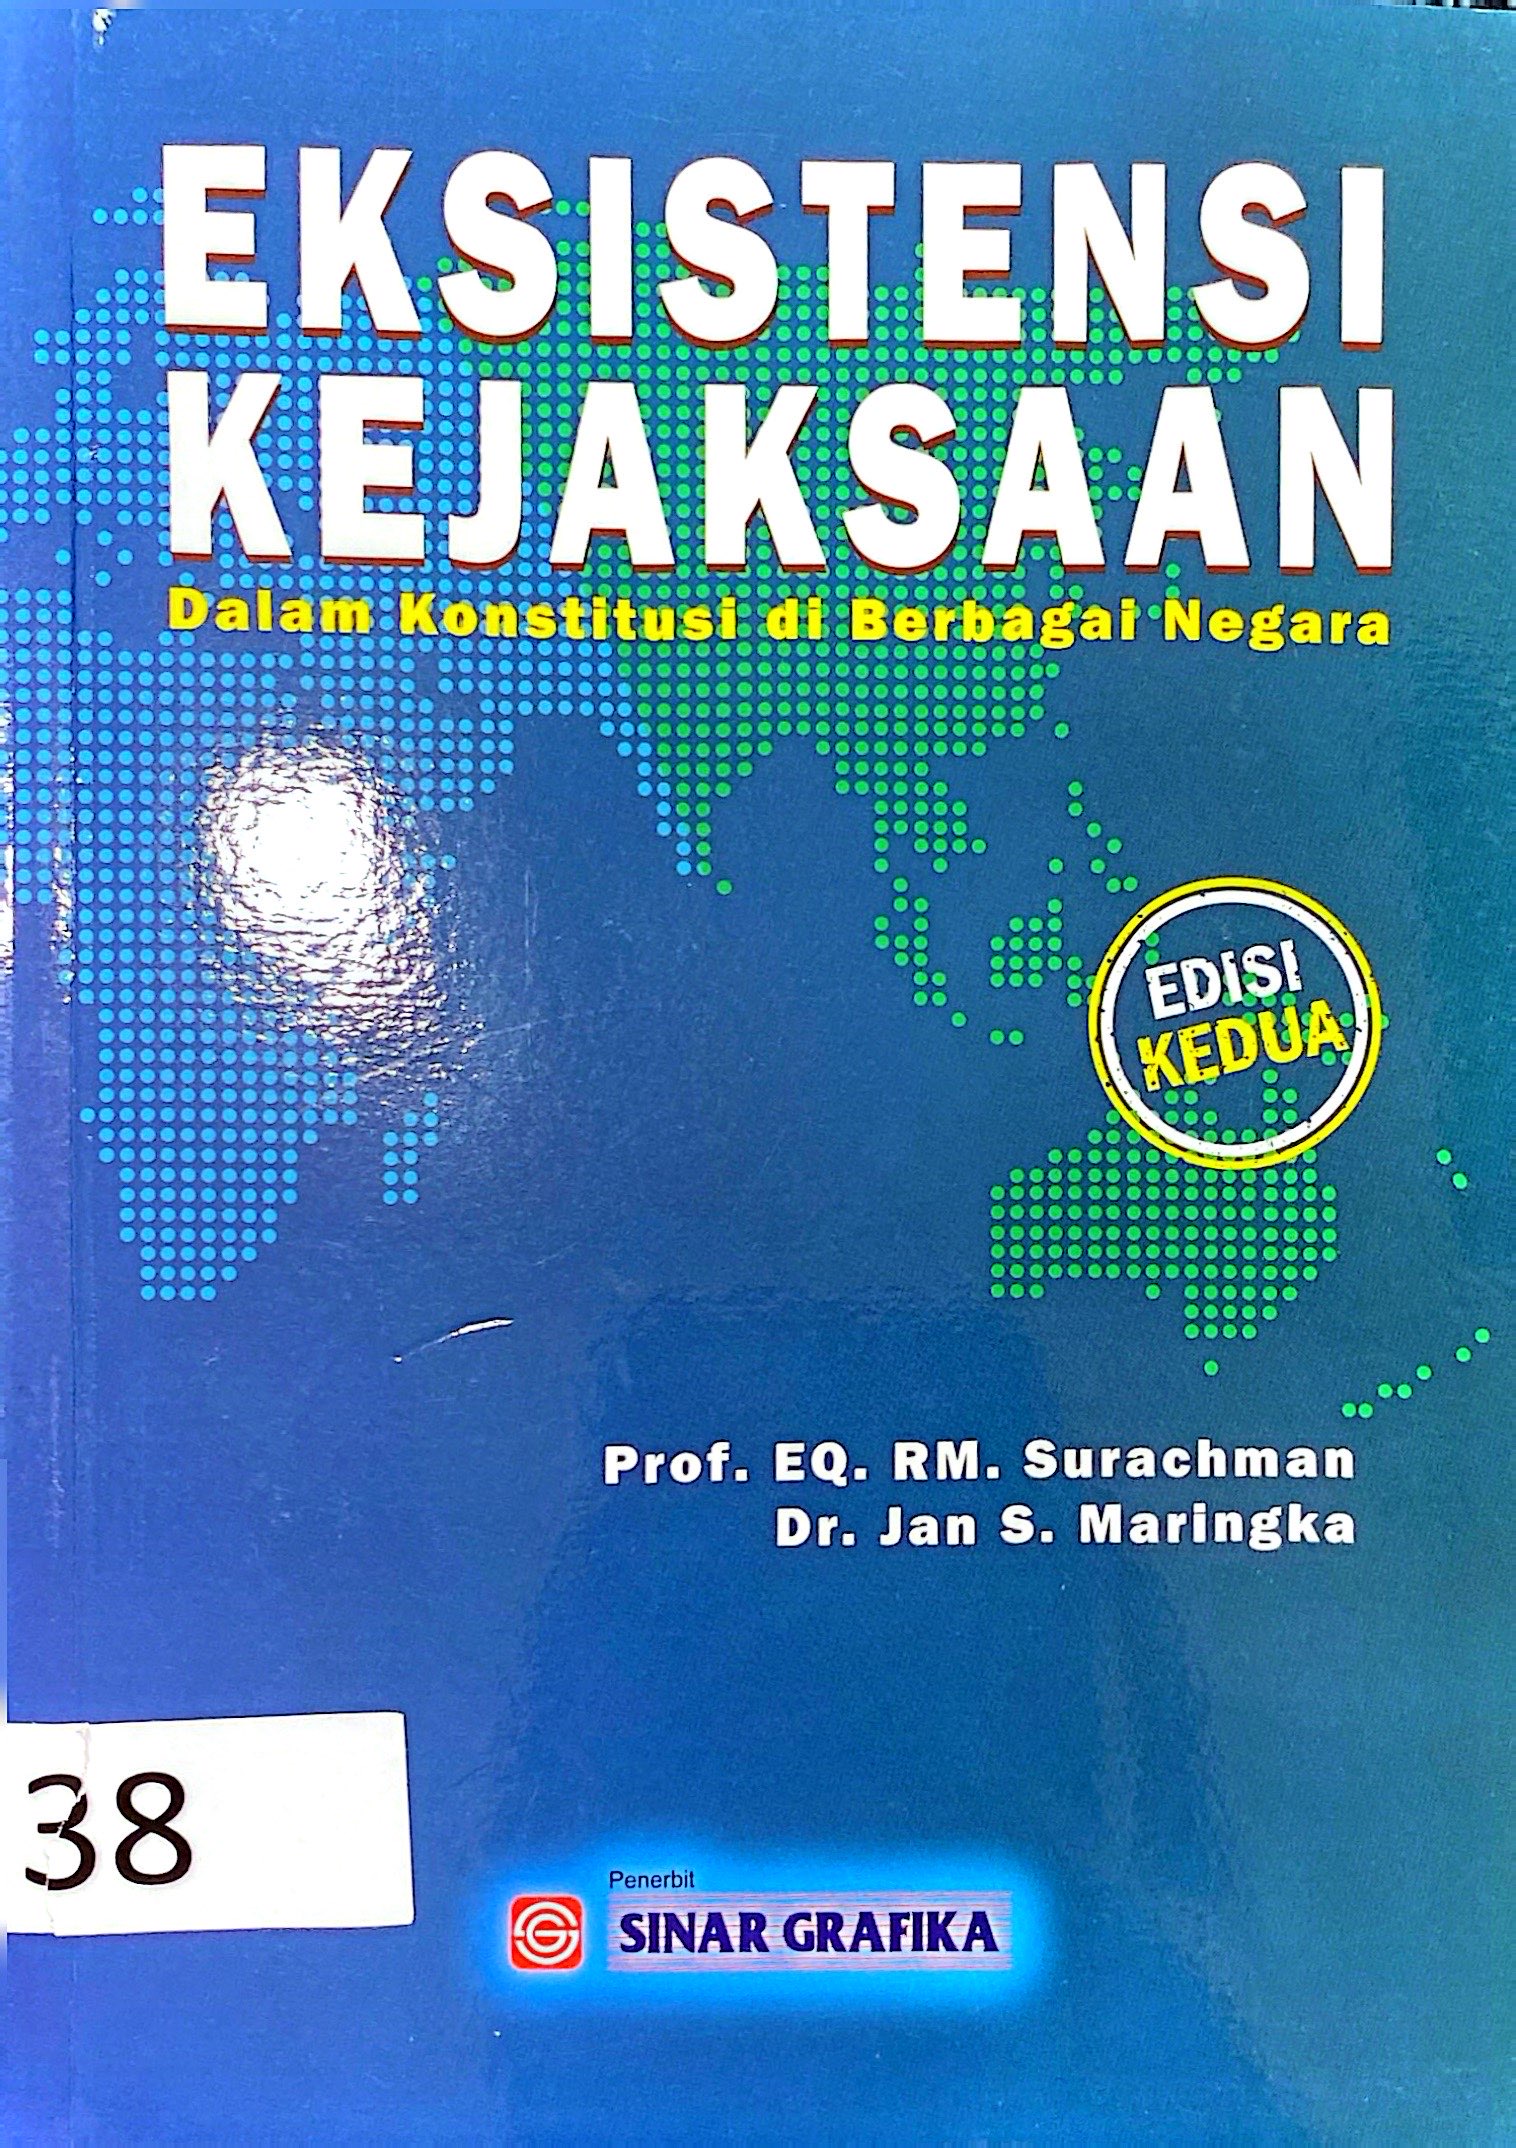 EKSISTENSI
KEJAKSAAN
Dalam Konstitusi di Berbagai Negara
EDISI
KEDUA
Prof. EQ. RM. Surachman
Dr. Jan S. Maringka
38
Penerbit
SINAR GRAFIKA